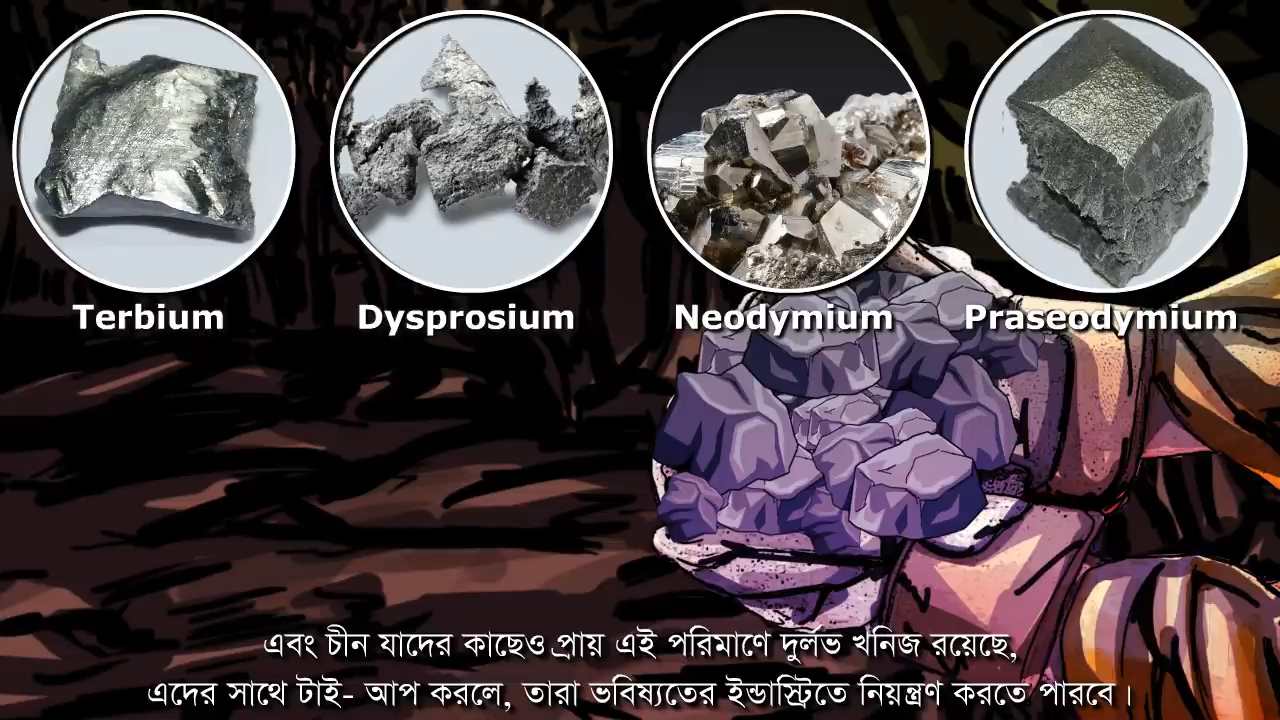 Terbium Dysprosium Neodymium Praseodymium
এবং চীন যাদের কাছেও প্রায় এই পরিমাণে দুর্লভ খনিজ রয়েছে,
এদের সাথে টাই- আপ করলে, তারা ভবিষ্যতের ইন্ডাস্ট্রিতে নিয়ন্ত্রণ করতে পারবে।